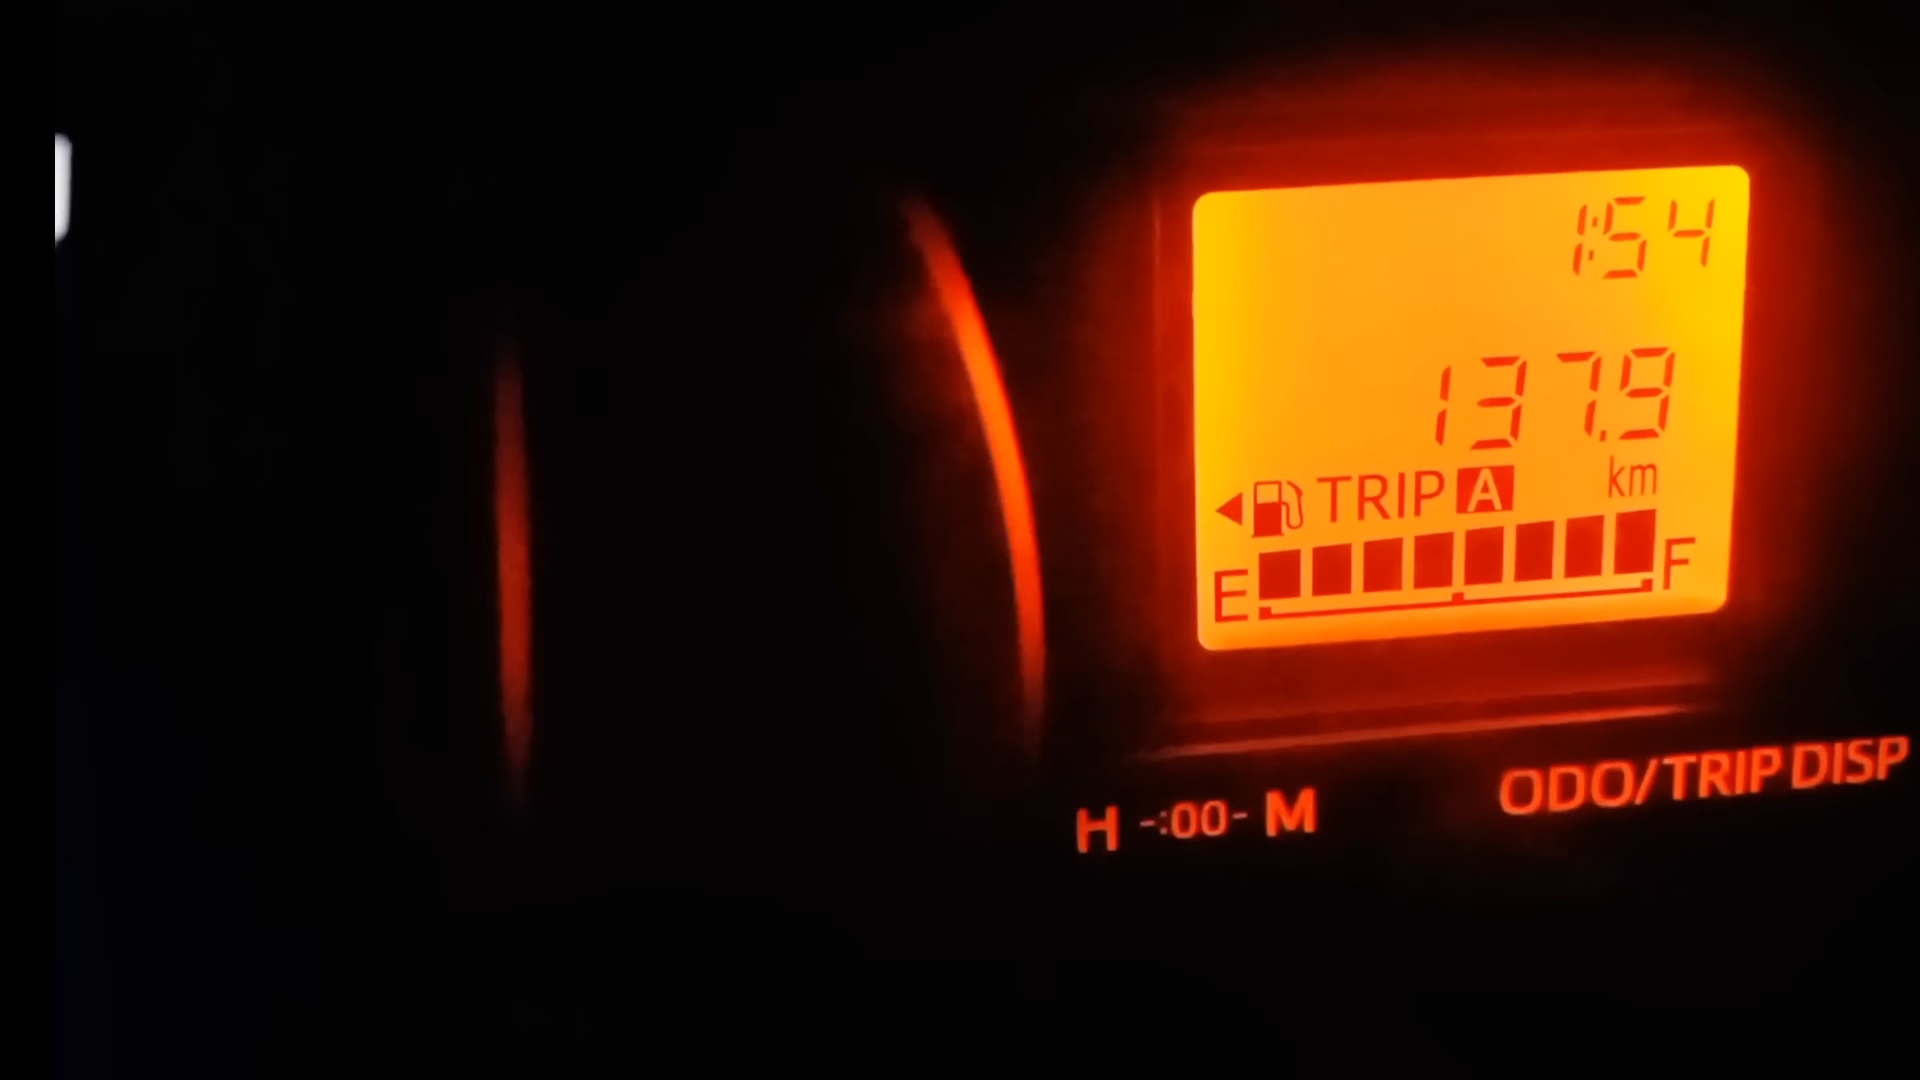 1:54
137.9
TRIP A km
E F
H -:00- M
ODO/TRIP DISP